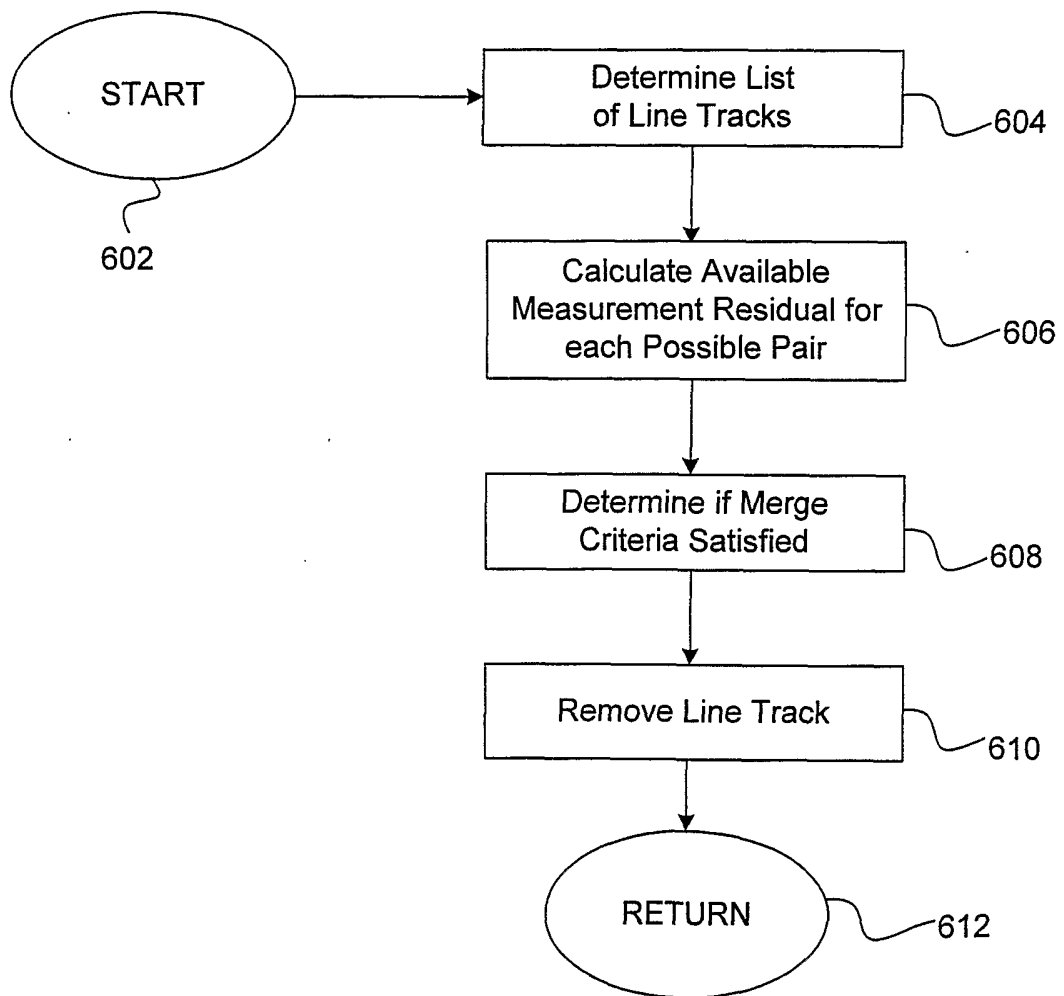 START
602
Determine List
of Line Tracks
604
Calculate Available
Measurement Residual for
each Possible Pair
606
Determine if Merge
Criteria Satisfied
608
Remove Line Track
610
RETURN
612